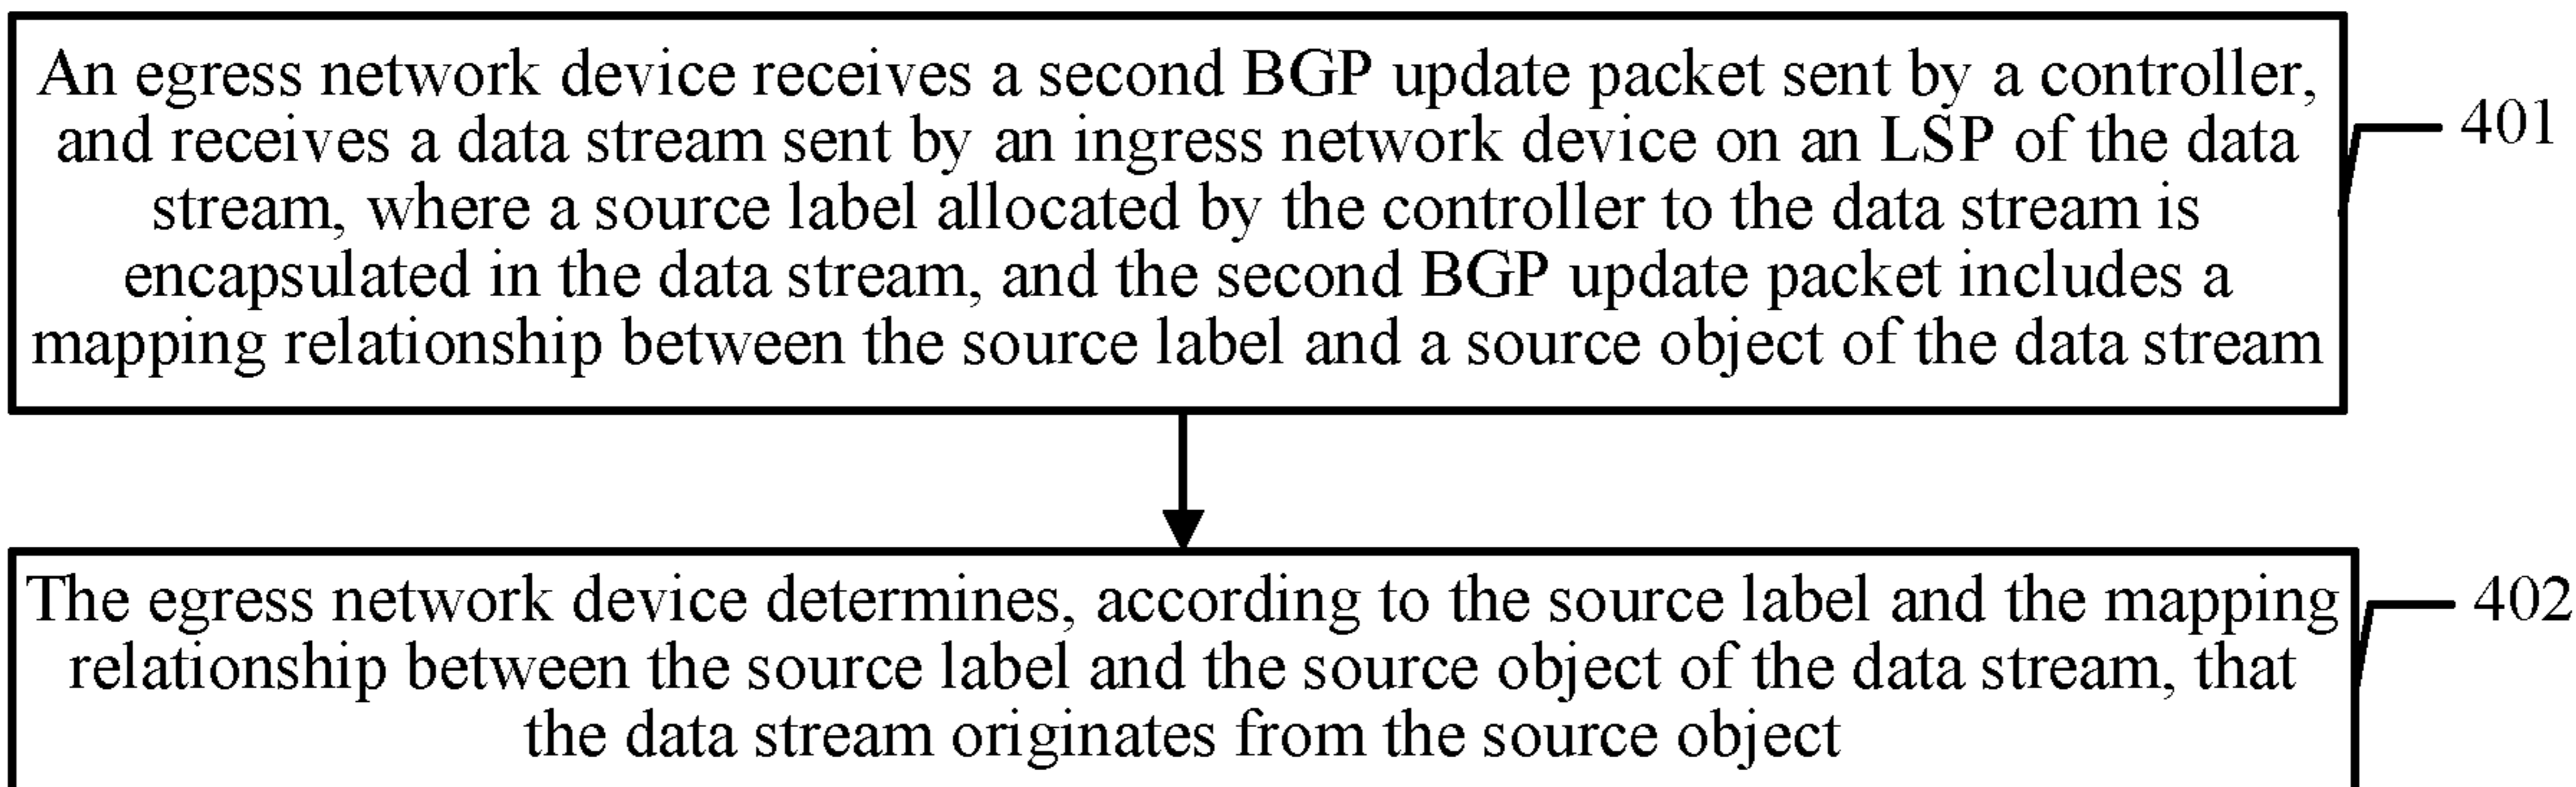 An egress network device receives a second BGP update packet sent by a controller,
and receives a data stream sent by an ingress network device on an LSP of the data
stream, where a source label allocated by the controller to the data stream is
encapsulated in the data stream, and the second BGP update packet includes a
mapping relationship between the source label and a source object of the data stream
401
The egress network device determines, according to the source label and the mapping
relationship between the source label and the source object of the data stream, that
the data stream originates from the source object
402